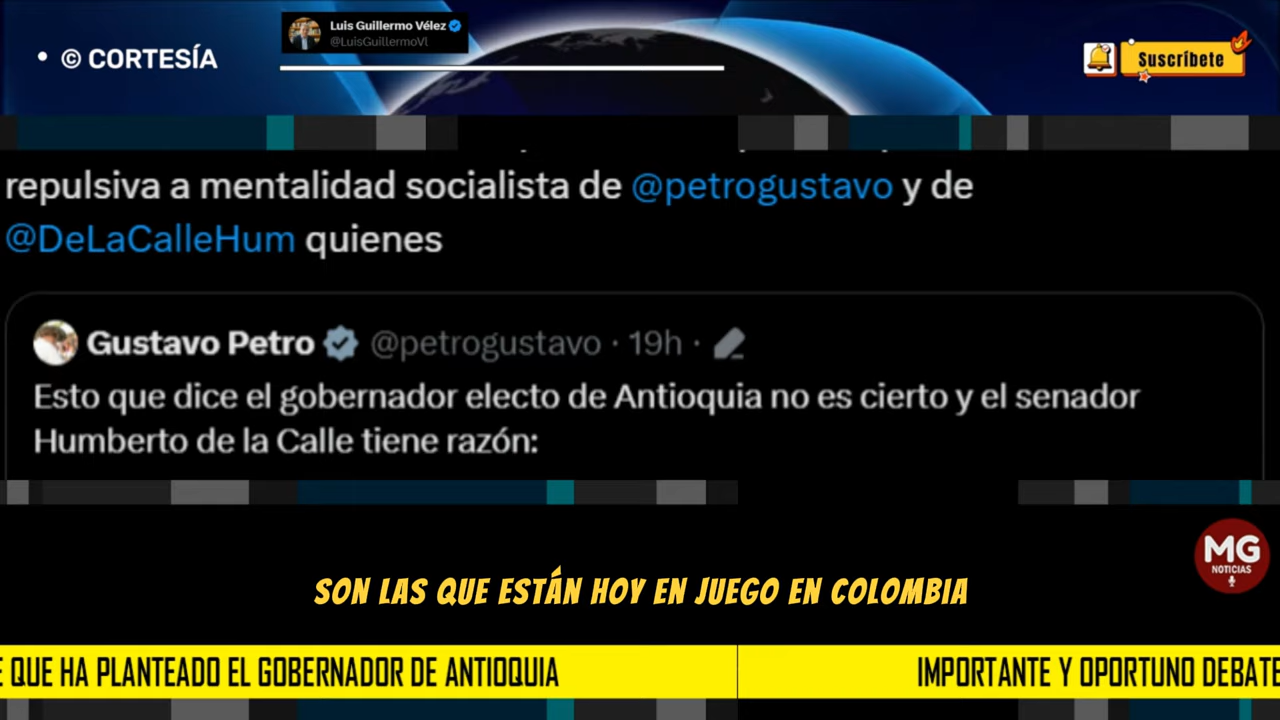 • © CORTESÍA
Luis Guillermo Vélez
@LuisGuillermoVl
Suscríbete
repulsiva a mentalidad socialista de @petrogustavo y de
@DeLaCalleHum quienes
Gustavo Petro @petrogustavo · 19h ·
Esto que dice el gobernador electo de Antioquia no es cierto y el senador
Humberto de la Calle tiene razón:
MG
NOTICIAS
SON LAS QUE ESTÁN HOY EN JUEGO EN COLOMBIA
E QUE HA PLANTEADO EL GOBERNADOR DE ANTIOQUIA
IMPORTANTE Y OPORTUNO DEBATE